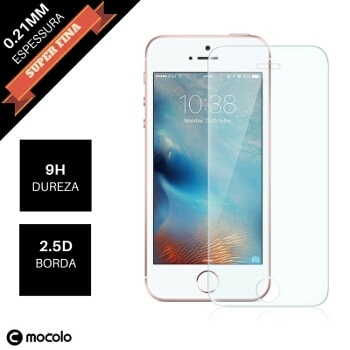 0.21MM
ESPESSURA
SUPER FINA
9H
DUREZA
2.5D
BORDA
10:38
mocolo